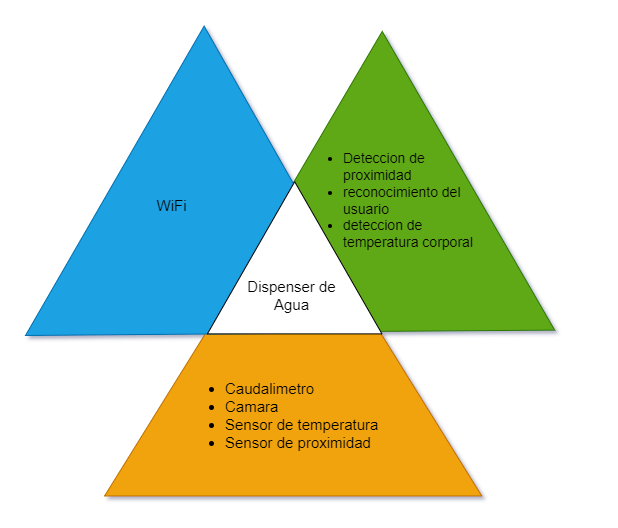 WiFi
Deteccion de
proximidad
reconocimiento del
usuario
deteccion de
temperatura corporal
Dispenser de
Agua
Caudalimetro
Camara
Sensor de temperatura
Sensor de proximidad